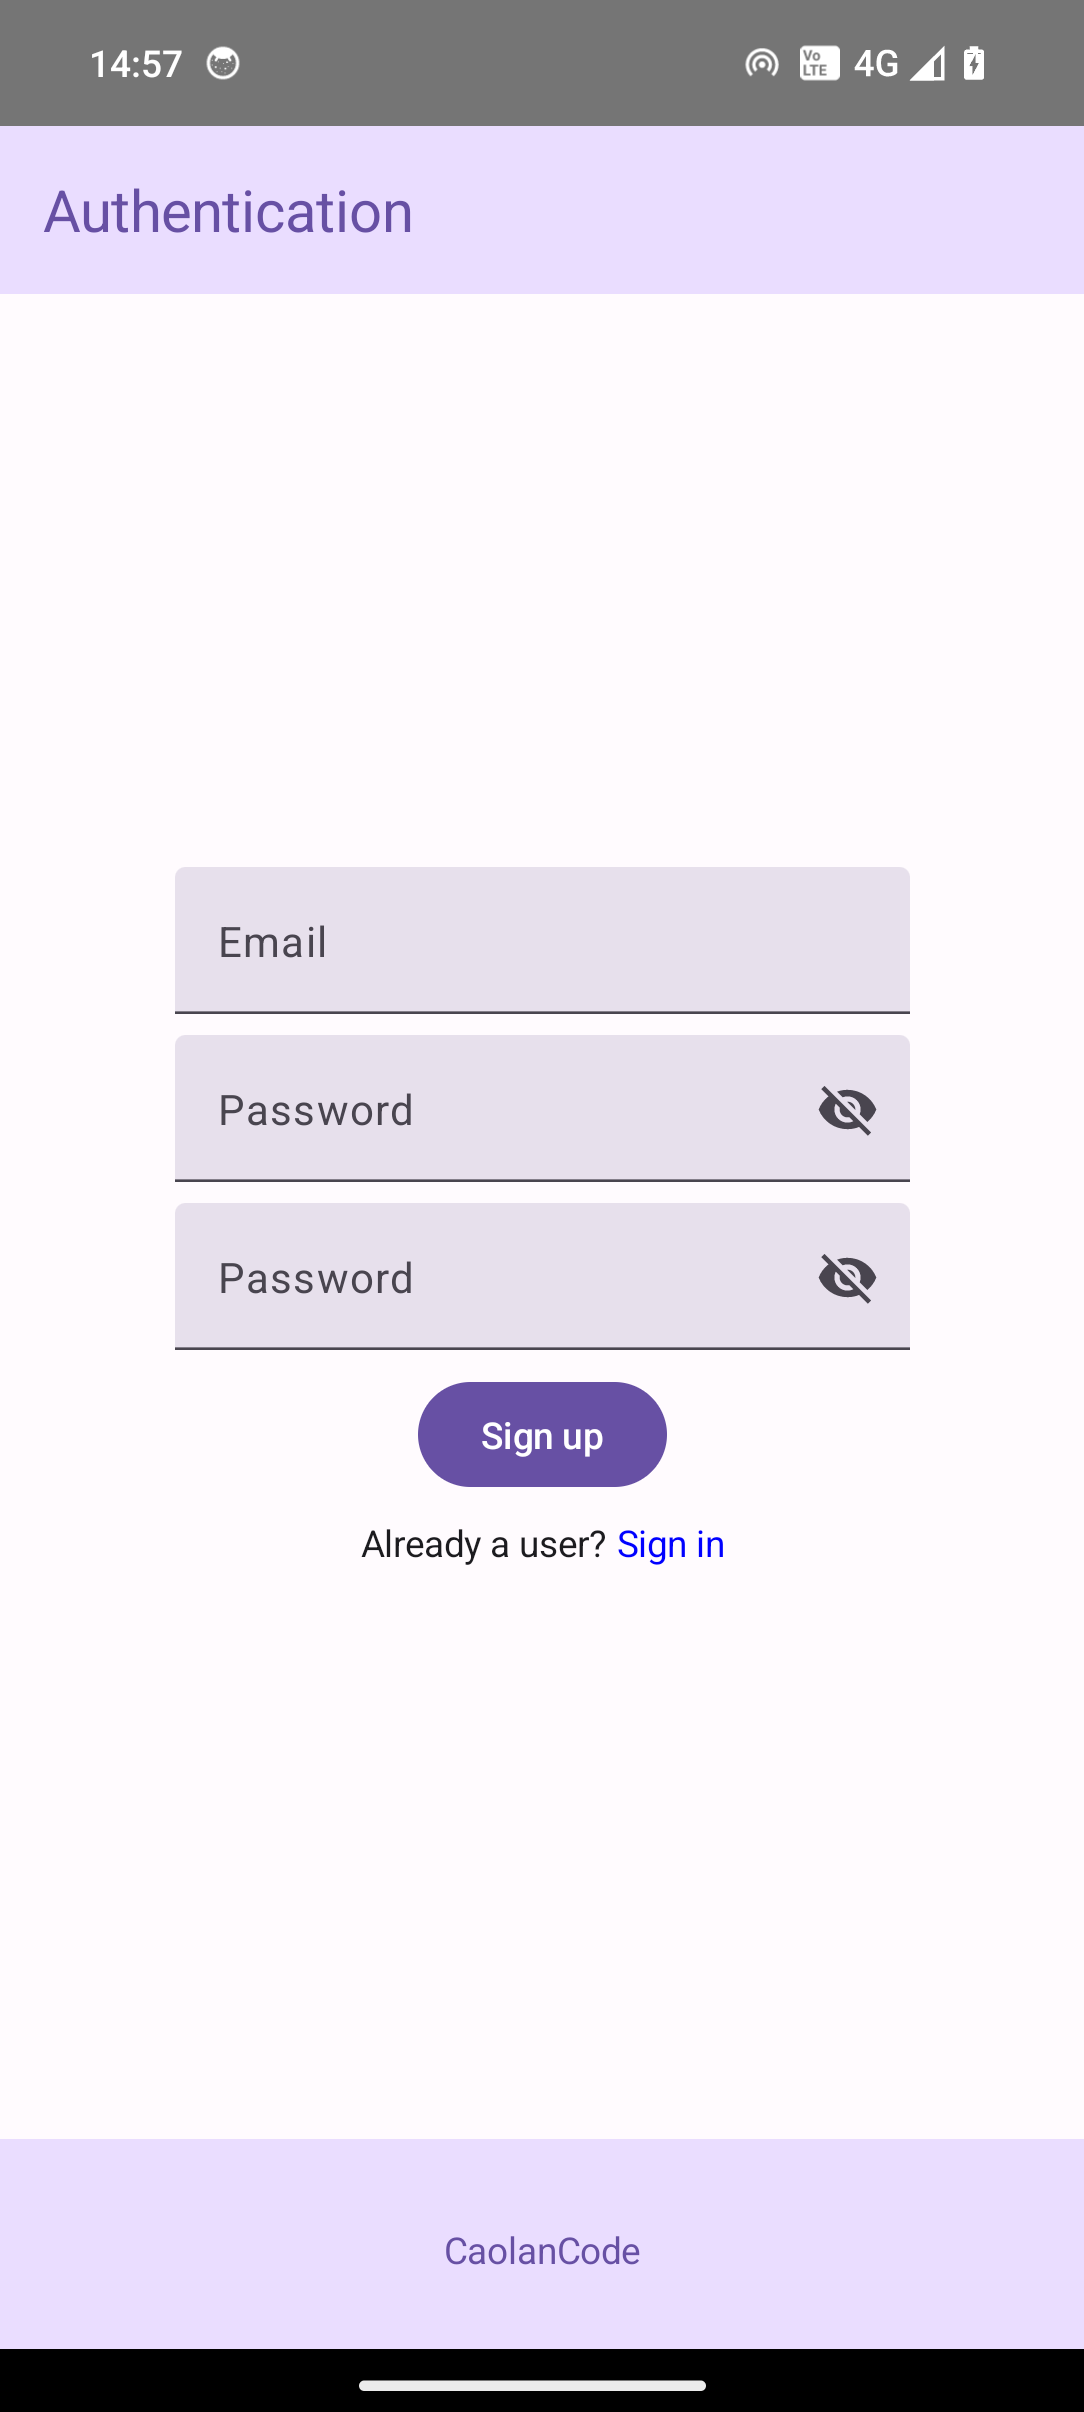 14:57 Vo LTE 4G
Authentication
Email
Password
Password
Sign up
Already a user? Sign in
CaolanCode